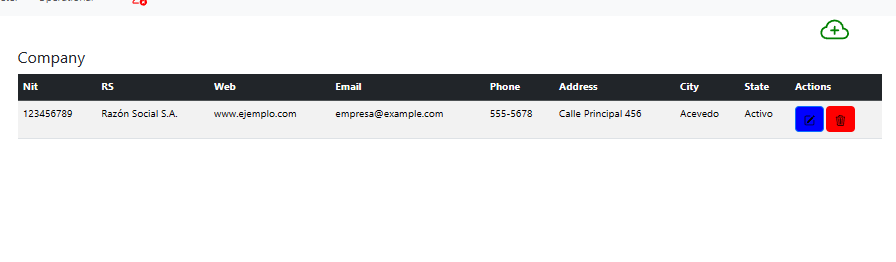 Operational
Company
Nit RS Web Email Phone Address City State Actions
123456789 Razón Social S.A. www.ejemplo.com empresa@example.com 555-5678 Calle Principal 456 Acevedo Activo